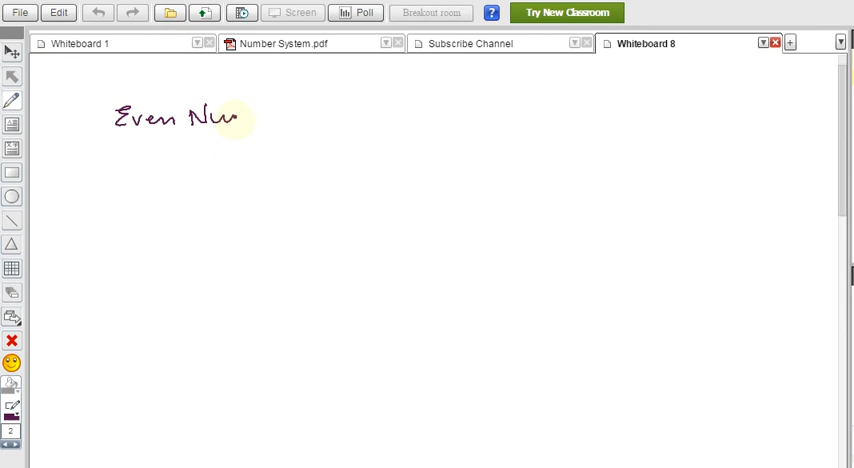 File Edit Screen Poll Breakout room ? Try New Classroom
Whiteboard 1 Number System.pdf Subscribe Channel Whiteboard 8
Even Nu
2